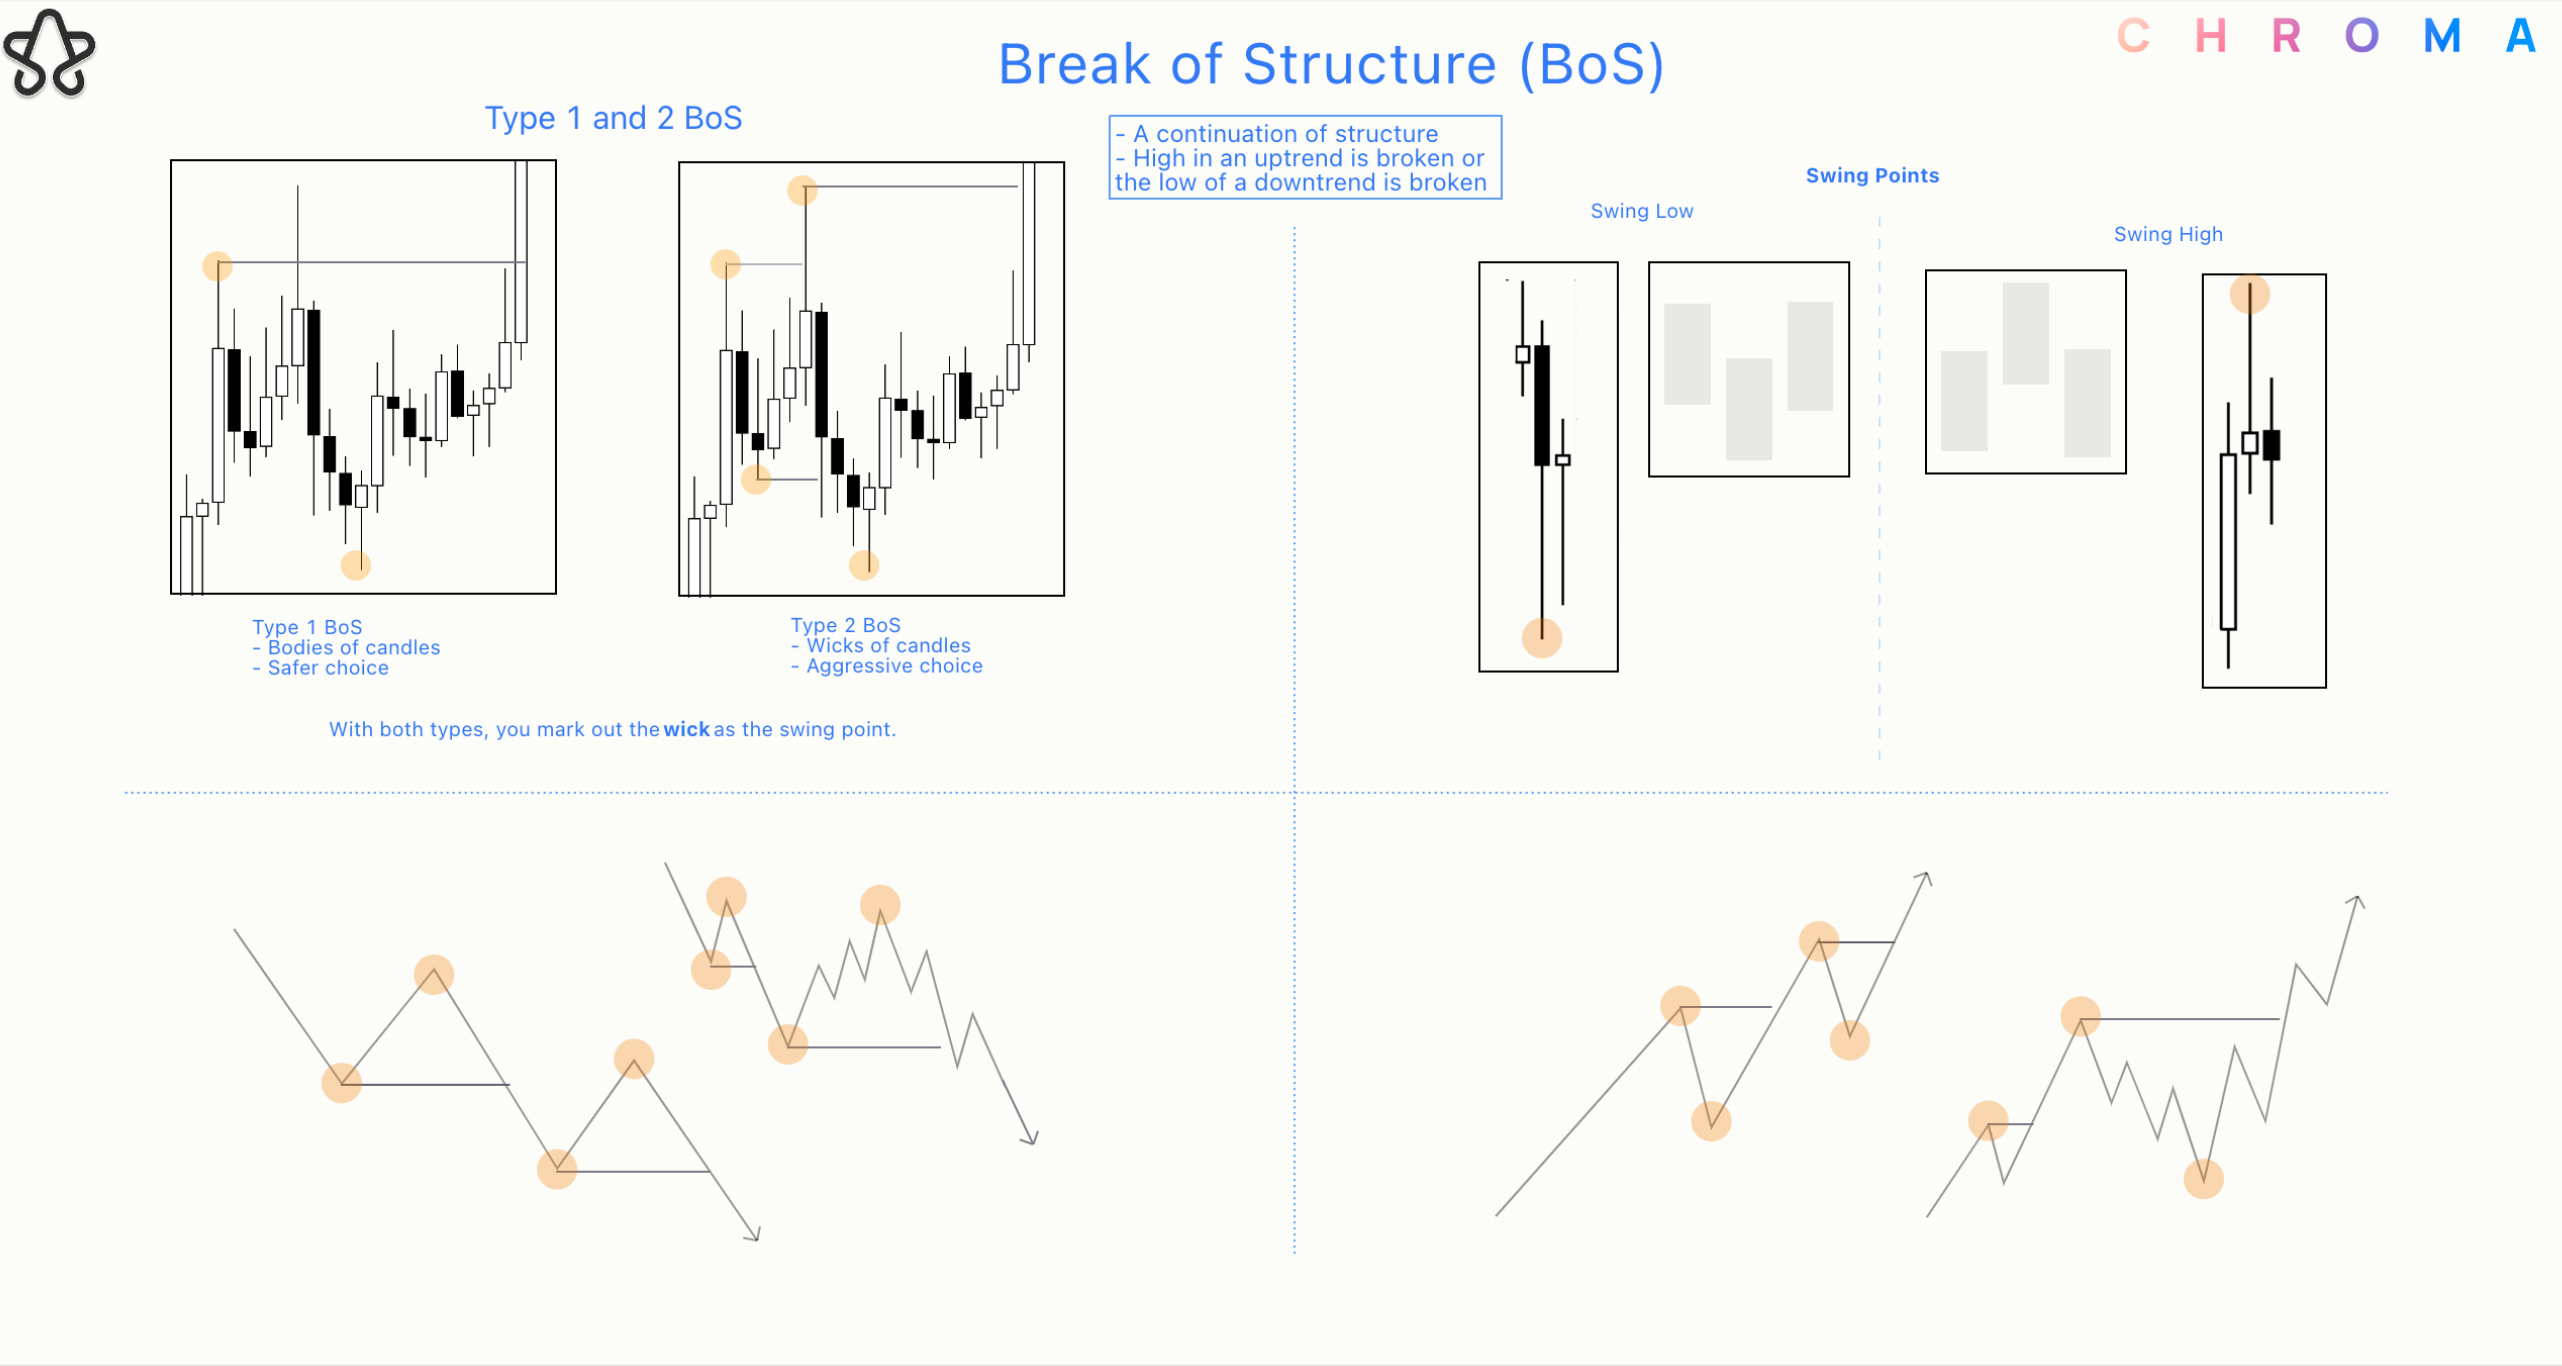 C H R O M A
Break of Structure (BoS)
Type 1 and 2 BoS
- A continuation of structure
- High in an uptrend is broken or
the low of a downtrend is broken
Swing Points
Swing Low
Swing High
Type 1 BoS
- Bodies of candles
- Safer choice
Type 2 BoS
- Wicks of candles
- Aggressive choice
With both types, you mark out the wick as the swing point.